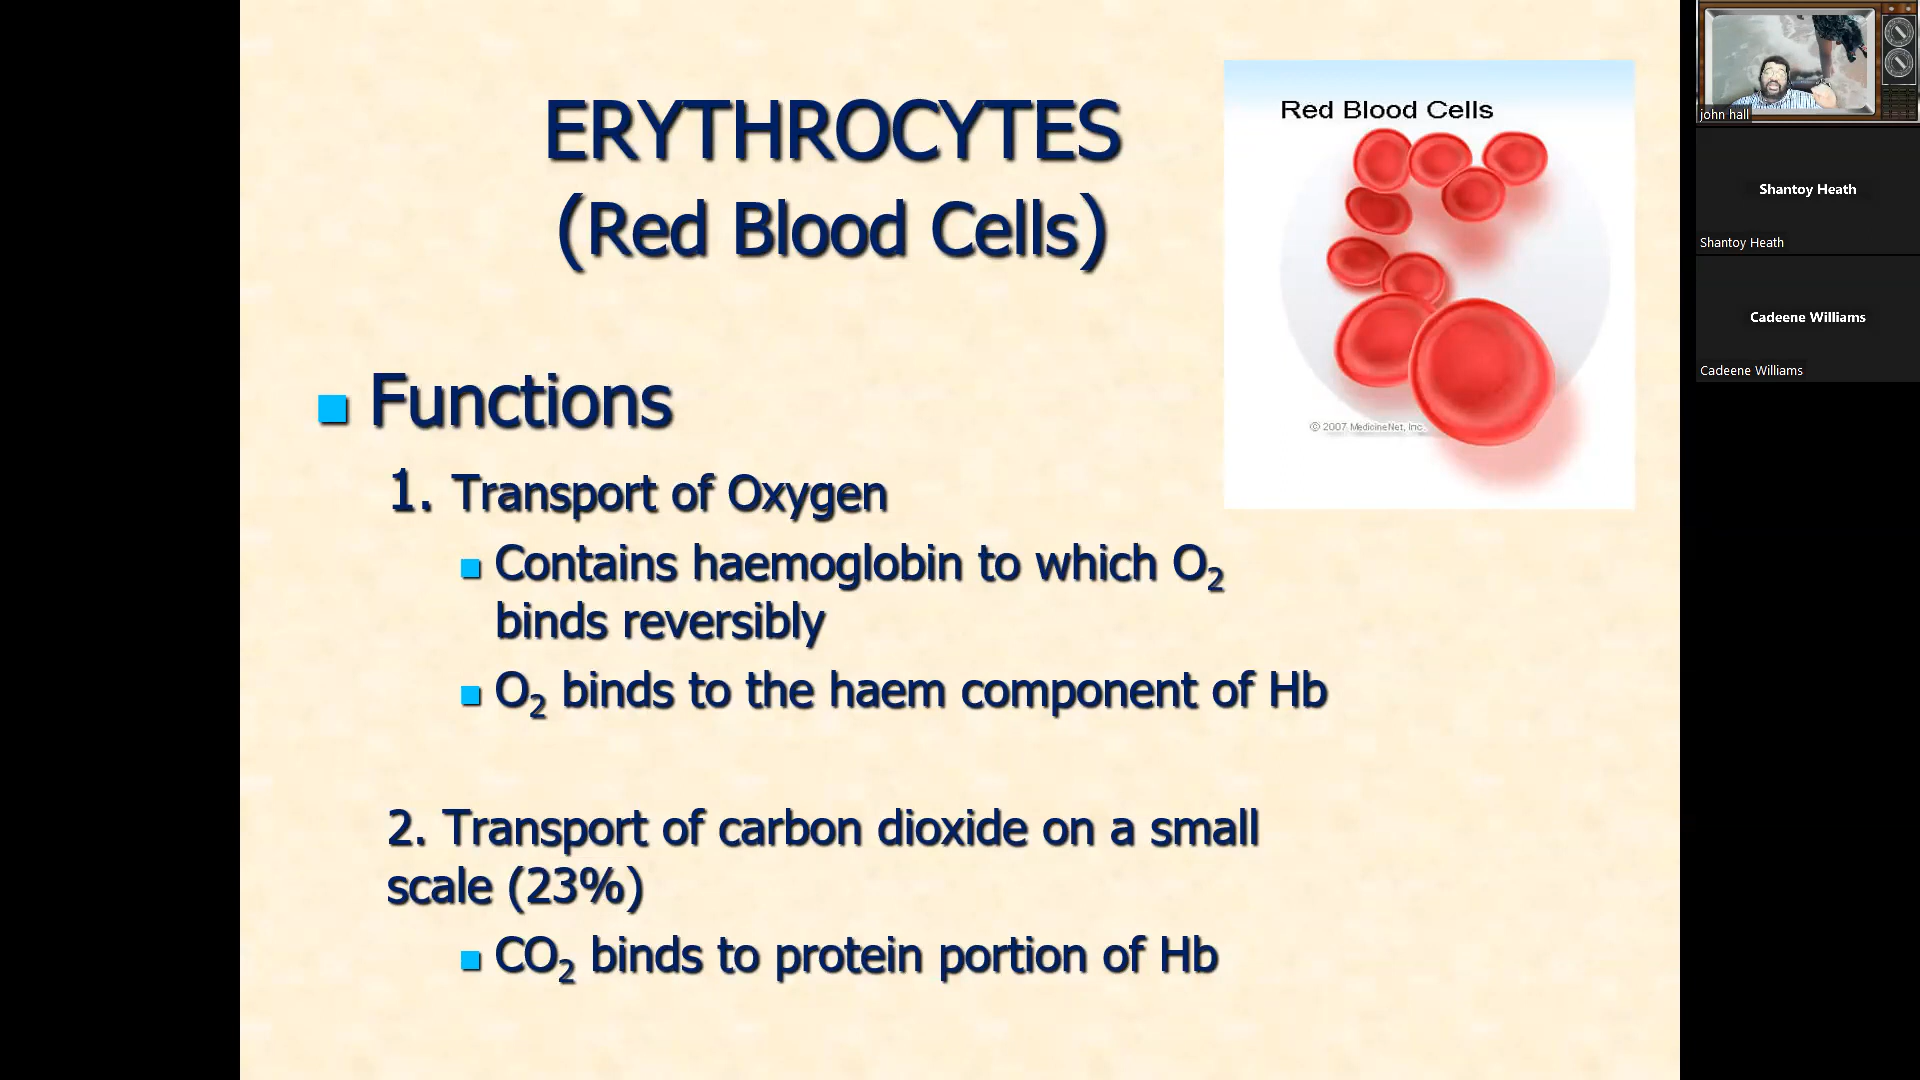 ERYTHROCYTES
(Red Blood Cells)
Red Blood Cells
© 2007 MedicineNet, Inc.
Functions
1. Transport of Oxygen
Contains haemoglobin to which O₂
binds reversibly
O₂ binds to the haem component of Hb
2. Transport of carbon dioxide on a small
scale (23%)
CO₂ binds to protein portion of Hb
john hall
Shantoy Heath
Shantoy Heath
Cadeene Williams
Cadeene Williams